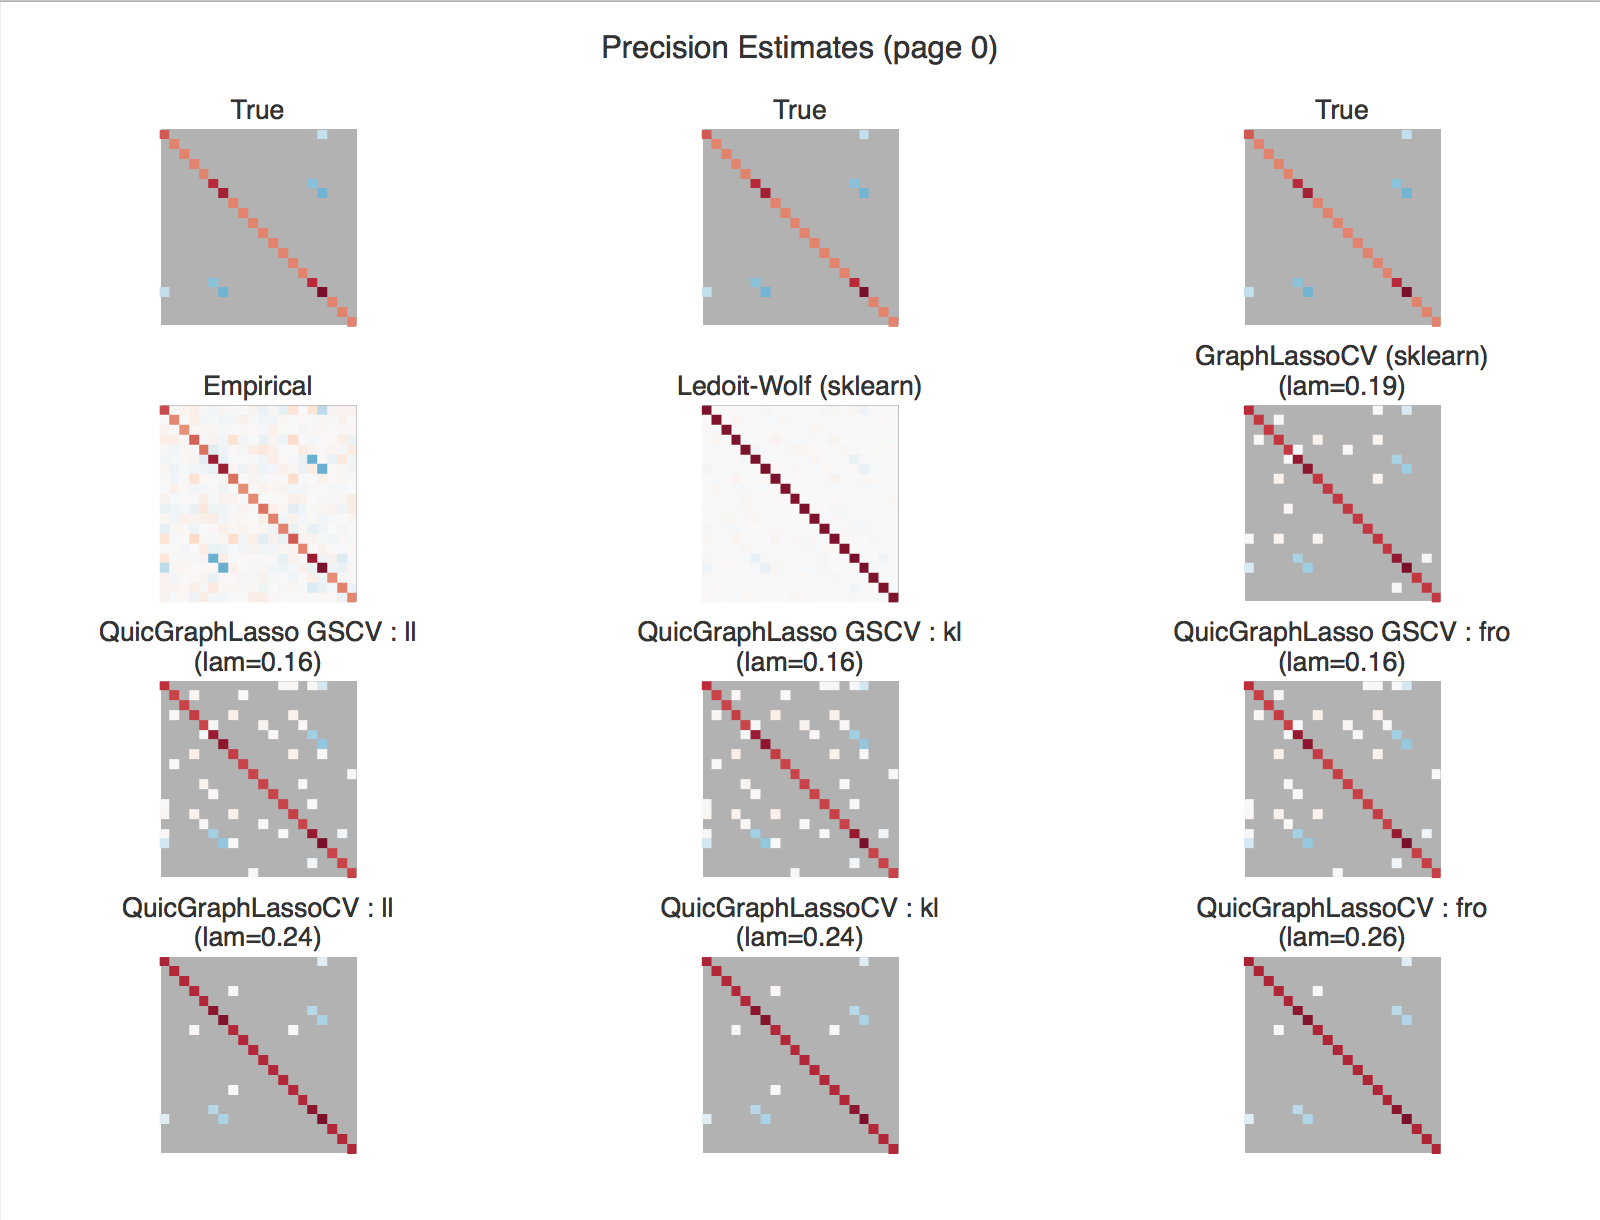 Precision Estimates (page 0)
True
True
True
Empirical
Ledoit-Wolf (sklearn)
GraphLassoCV (sklearn)
(lam=0.19)
QuicGraphLasso GSCV : ll
(lam=0.16)
QuicGraphLasso GSCV : kl
(lam=0.16)
QuicGraphLasso GSCV : fro
(lam=0.16)
QuicGraphLassoCV : ll
(lam=0.24)
QuicGraphLassoCV : kl
(lam=0.24)
QuicGraphLassoCV : fro
(lam=0.26)